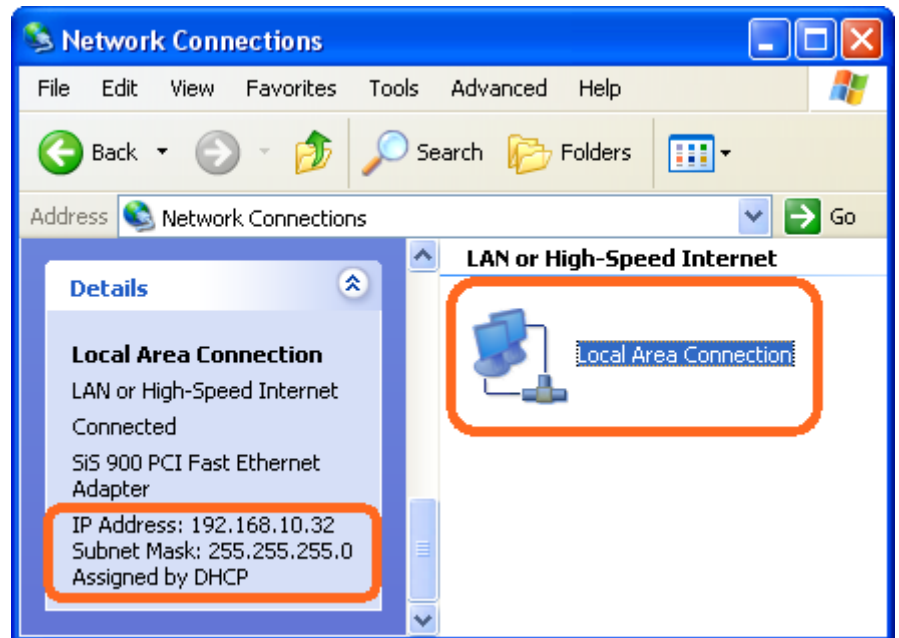 Network Connections
File Edit View Favorites Tools Advanced Help
Back Search Folders
Address Network Connections Go
Details
Local Area Connection
LAN or High-Speed Internet
Connected
SiS 900 PCI Fast Ethernet
Adapter
IP Address: 192.168.10.32
Subnet Mask: 255.255.255.0
Assigned by DHCP
LAN or High-Speed Internet
Local Area Connection